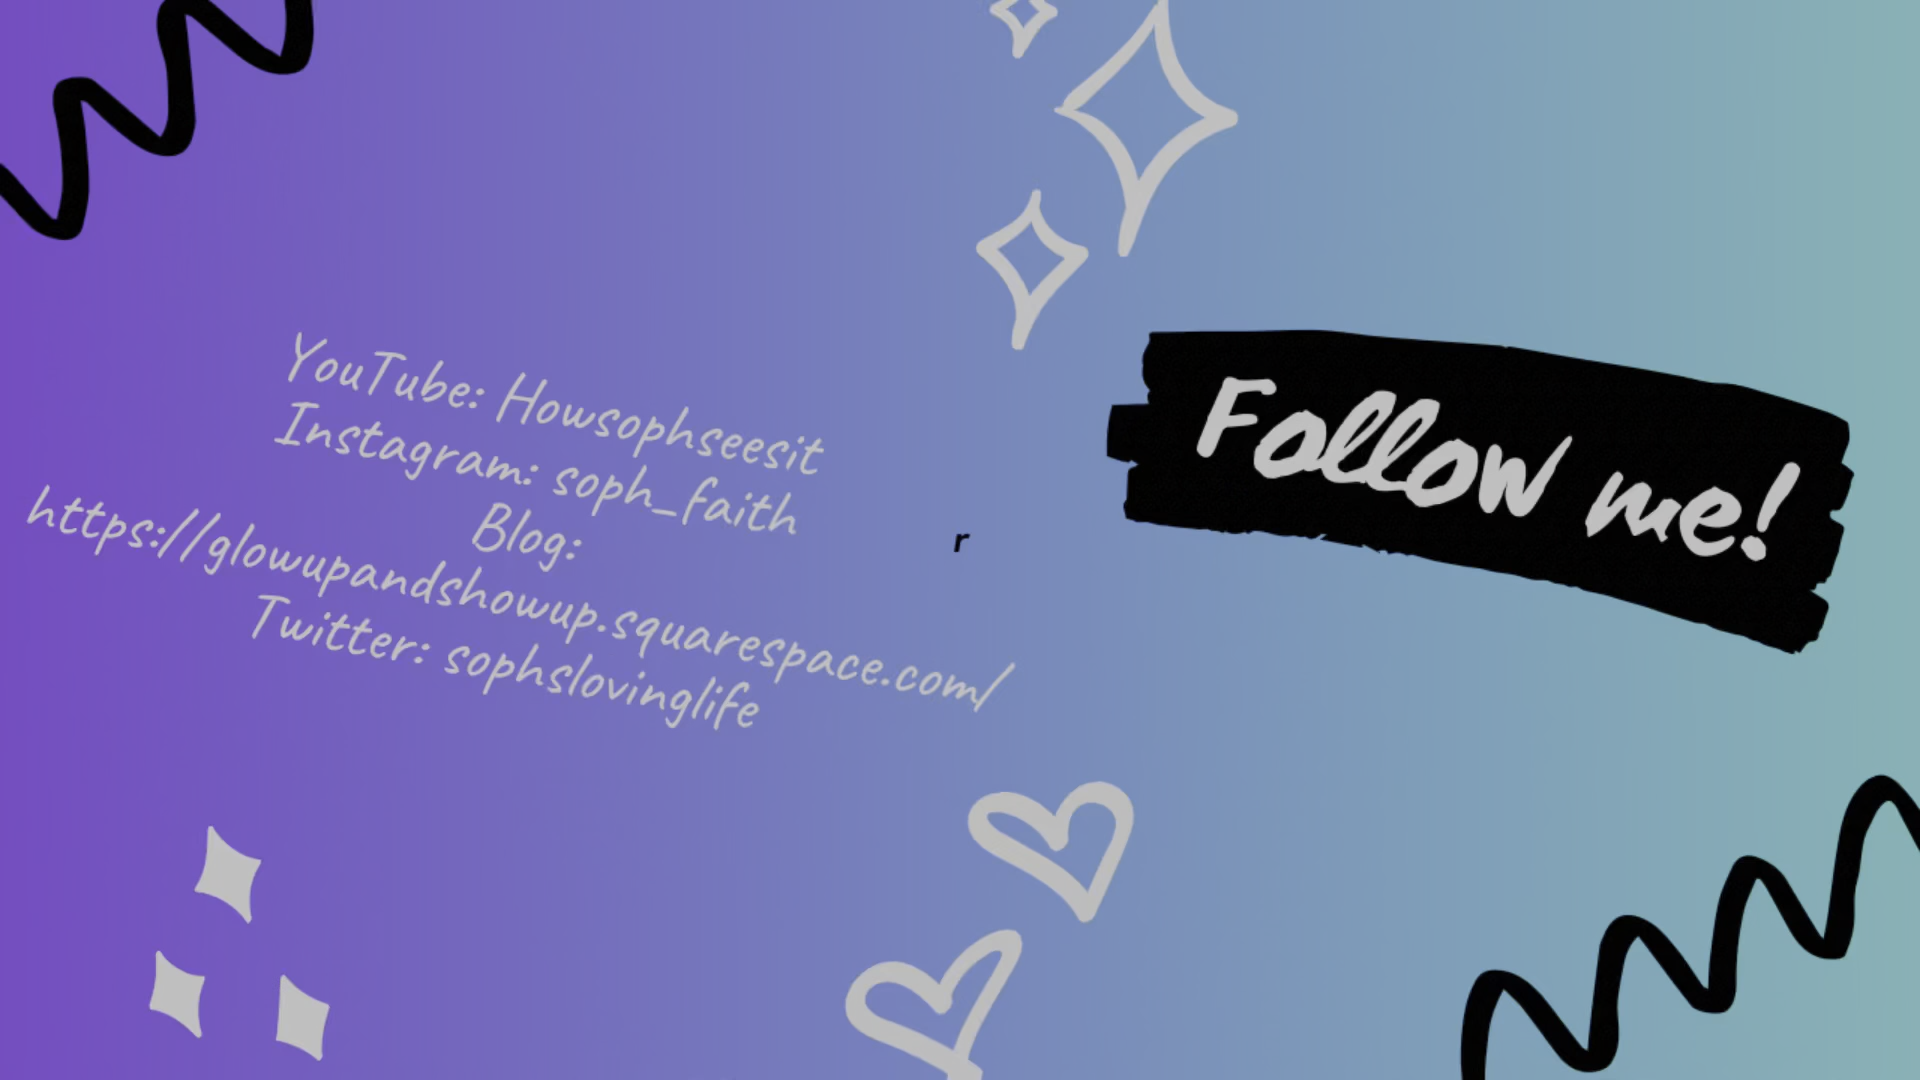 YouTube: Howsophseesit
Instagram: soph_faith
Blog:
https://glowupandshowup.squarespace.com/
Twitter: sophslovinglife
r
Follow me!